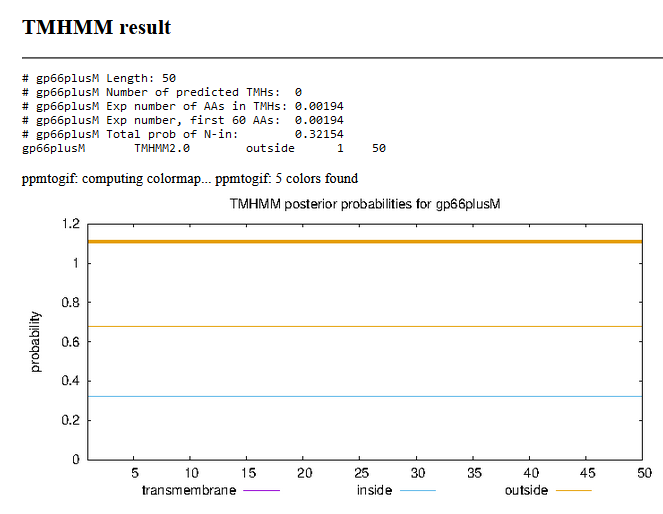 TMHMM result
# gp66plusM Length: 50
# gp66plusM Number of predicted TMHs:  0
# gp66plusM Exp number of AAs in TMHs: 0.00194
# gp66plusM Exp number, first 60 AAs:  0.00194
# gp66plusM Total prob of N-in:        0.32154
gp66plusM       TMHMM2.0        outside      1    50
ppmtogif: computing colormap... ppmtogif: 5 colors found
TMHMM posterior probabilities for gp66plusM
1.2
1
0.8
0.6
0.4
0.2
0
probability
5 10 15 20 25 30 35 40 45 50
transmembrane inside outside